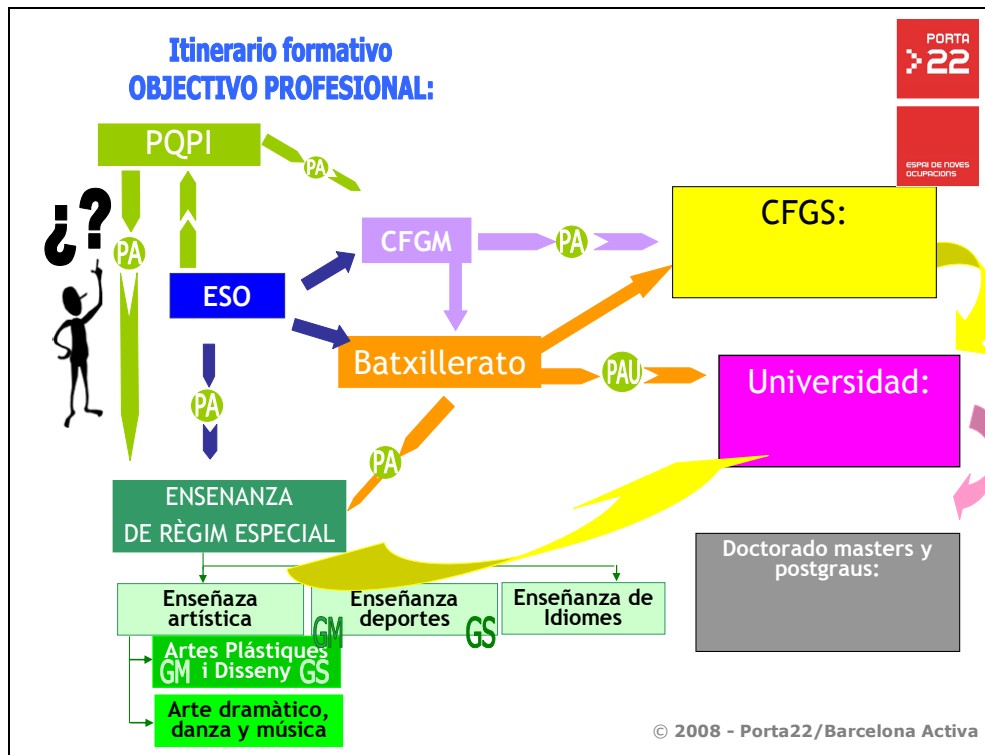 Itinerario formativo
OBJECTIVO PROFESIONAL:
PORTA
22
ESPAI DE NOVES
OCUPACIONS
PQPI
PA
¿?
PA
CFGM
PA
CFGS:
ESO
Batxillerato
PAU
Universidad:
PA
PA
ENSENANZA
DE RÈGIM ESPECIAL
Doctorado masters y
postgraus:
Enseñaza
artística
Enseñanza
deportes
GM
GS
Enseñanza de
Idiomes
Artes Plástiques
i Disseny
GM
GS
Arte dramàtico,
danza y música
© 2008 - Porta22/Barcelona Activa